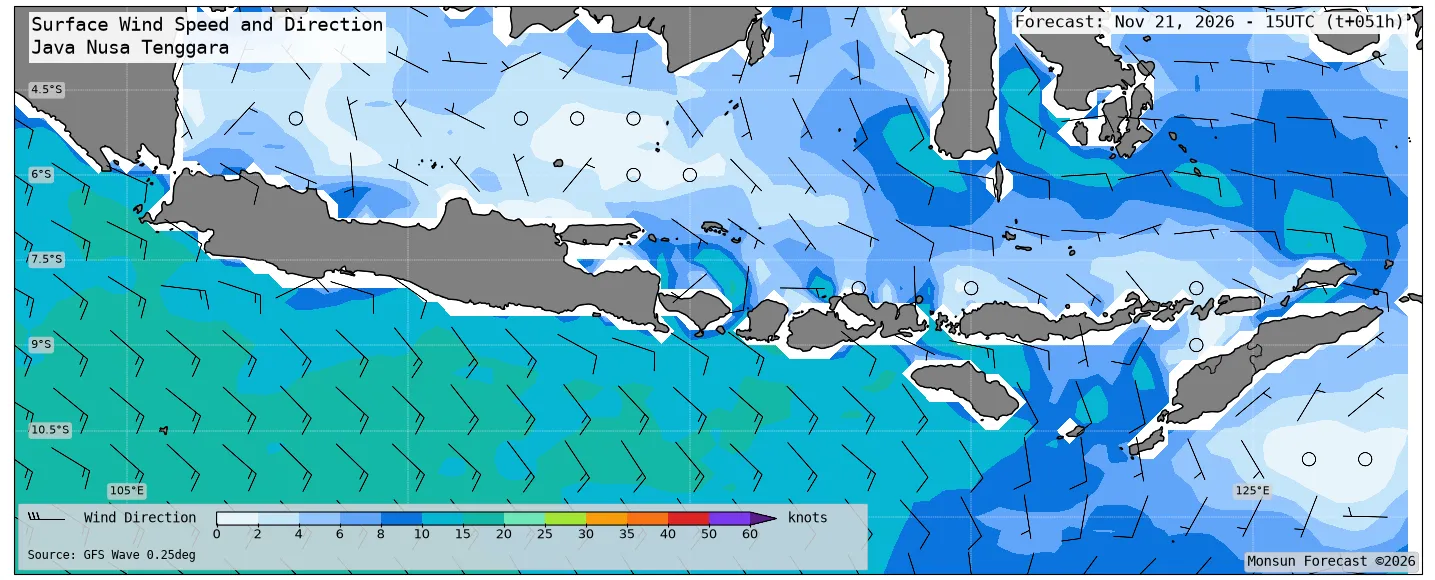 Surface Wind Speed and Direction
Java Nusa Tenggara
Forecast: Nov 21, 2026 - 15UTC (t+051h)
4.5°S
6°S
7.5°S
9°S
10.5°S
105°E
125°E
Wind Direction
0 2 4 6 8 10 15 20 25 30 35 40 50 60
knots
Source: GFS Wave 0.25deg
Monsun Forecast ©2026